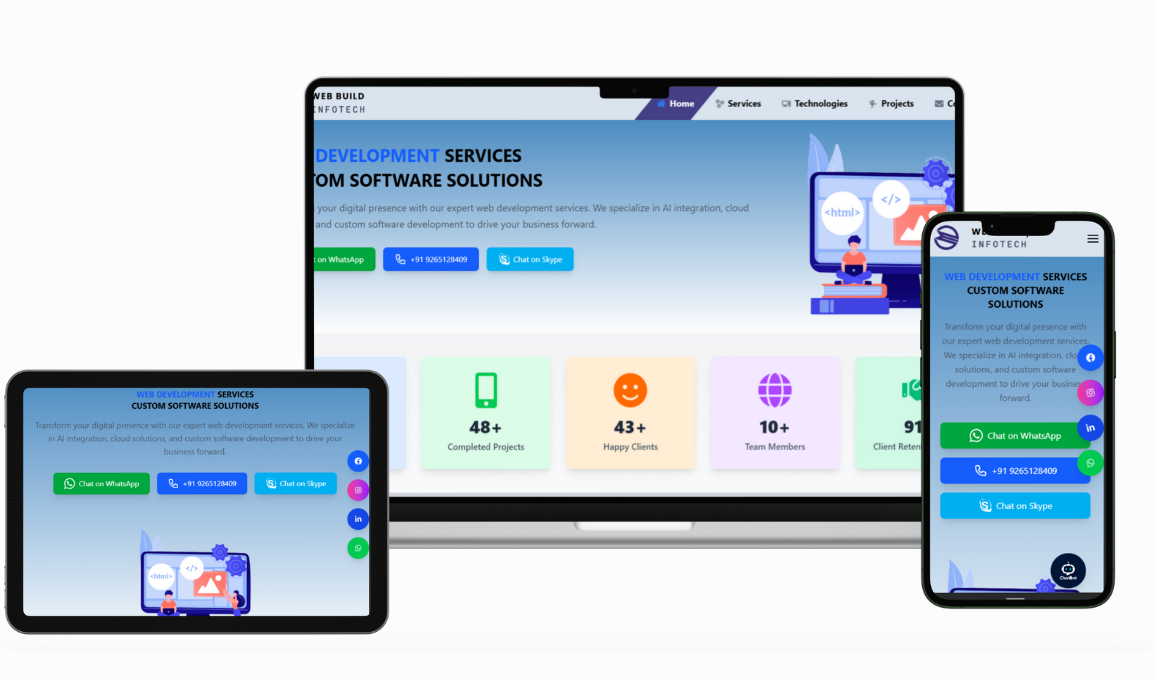 WEB BUILD
INFOTECH
Home
Services
Technologies
Projects
DEVELOPMENT SERVICES
OM SOFTWARE SOLUTIONS
your digital presence with our expert web development services. We specialize in AI integration, cloud
and custom software development to drive your business forward.
on WhatsApp
+91 9265128409
Chat on Skype
<html>
</>
48+
Completed Projects
43+
Happy Clients
10+
Team Members
91
Client Reten
WEB DEVELOPMENT SERVICES
CUSTOM SOFTWARE SOLUTIONS
Transform your digital presence with our expert web development services. We specialize
in AI integration, cloud solutions, and custom software development to drive your
business forward.
Chat on WhatsApp
+91 9265128409
Chat on Skype
in
<html>
</>
INFOTECH
WEB DEVELOPMENT SERVICES
CUSTOM SOFTWARE
SOLUTIONS
Transform your digital presence with
our expert web development services.
We specialize in AI integration, clou
solutions, and custom software
development to drive your business
forward.
in
Chat on WhatsApp
+91 9265128409
Chat on Skype
ChatBot